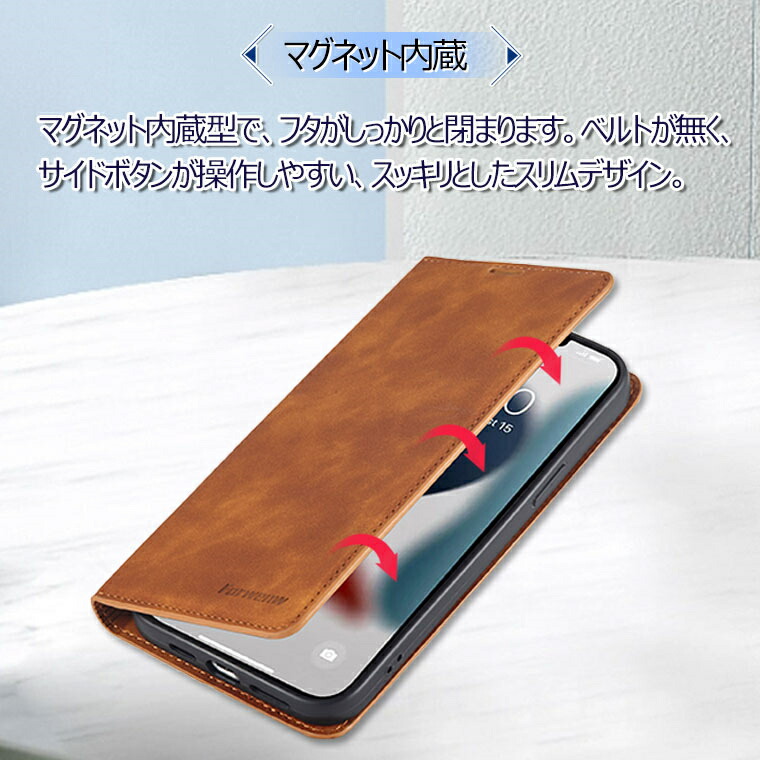 マグネット内蔵
マグネット内蔵型で、フタがしっかりと閉まります。ベルトが無く、
サイドボタンが操作しやすい、スッキリとしたスリムデザイン。
15